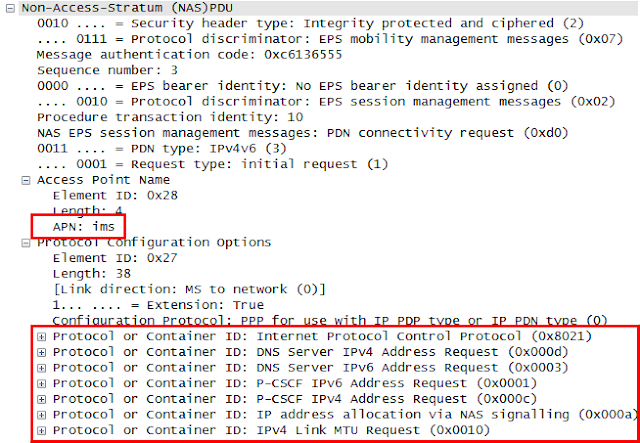 Non-Access-Stratum (NAS)PDU
0010 .... = Security header type: Integrity protected and ciphered (2)
.... 0111 = Protocol discriminator: EPS mobility management messages (0x07)
Message authentication code: 0xc6136555
Sequence number: 3
0000 .... = EPS bearer identity: No EPS bearer identity assigned (0)
.... 0010 = Protocol discriminator: EPS session management messages (0x02)
Procedure transaction identity: 10
NAS EPS session management messages: PDN connectivity request (0xd0)
0011 .... = PDN type: IPv4v6 (3)
.... 0001 = Request type: initial request (1)
Access Point Name
Element ID: 0x28
Length: 4
APN: ims
Protocol Configuration Options
Element ID: 0x27
Length: 38
[Link direction: MS to network (0)]
1... .... = Extension: True
Configuration Protocol: PPP for use with IP PDP type or IP PDN type (0)
Protocol or Container ID: Internet Protocol Control Protocol (0x8021)
Protocol or Container ID: DNS Server IPv4 Address Request (0x000d)
Protocol or Container ID: DNS Server IPv6 Address Request (0x0003)
Protocol or Container ID: P-CSCF IPv6 Address Request (0x0001)
Protocol or Container ID: P-CSCF IPv4 Address Request (0x000c)
Protocol or Container ID: IP address allocation via NAS signalling (0x000a)
Protocol or Container ID: IPv4 Link MTU Request (0x0010)